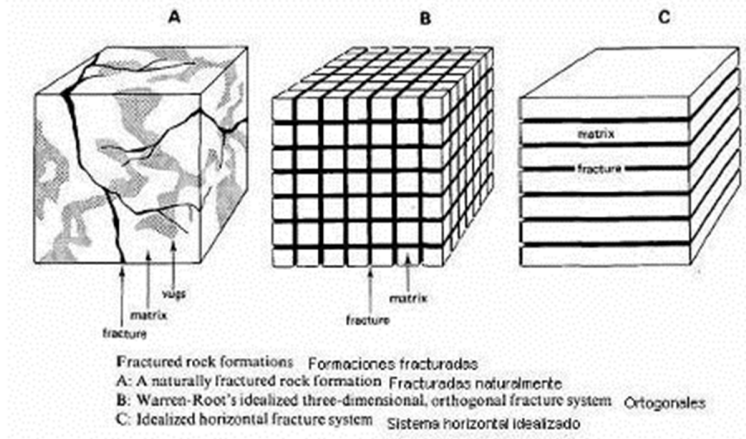 A B C
matrix
fracture
vugs
matrix
fracture
matrix
fracture
Fractured rock formations Formaciones fracturadas
A: A naturally fractured rock formation Fracturadas naturalmente
B: Warren-Root's idealized three-dimensional, orthogonal fracture system Ortogonales
C: Idealized horizontal fracture system Sistema horizontal idealizado